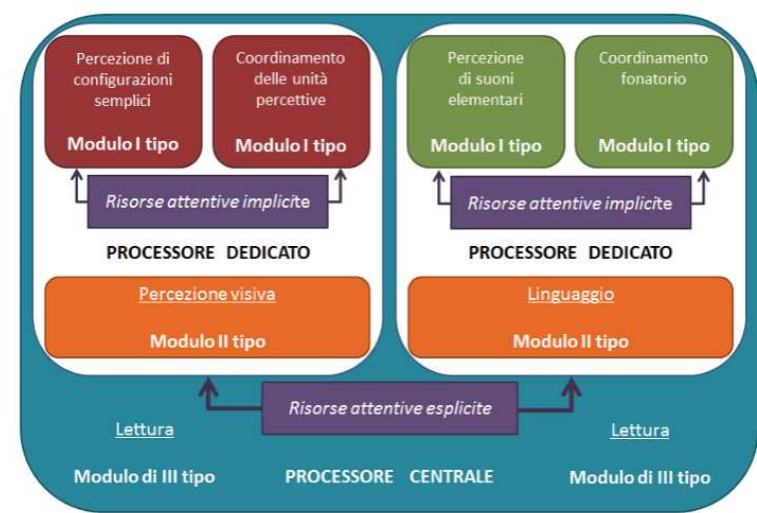 Percezione di
configurazioni
semplici
Modulo I tipo
Coordinamento
delle unità
percettive
Modulo I tipo
Risorse attentive implicite
PROCESSORE DEDICATO
Percezione visiva
Modulo II tipo
Percezione
di suoni
elementari
Modulo I tipo
Coordinamento
fonatorio
Modulo I tipo
Risorse attentive implicite
PROCESSORE DEDICATO
Linguaggio
Modulo II tipo
Risorse attentive esplicite
Lettura
Modulo di III tipo
PROCESSORE CENTRALE
Lettura
Modulo di III tipo